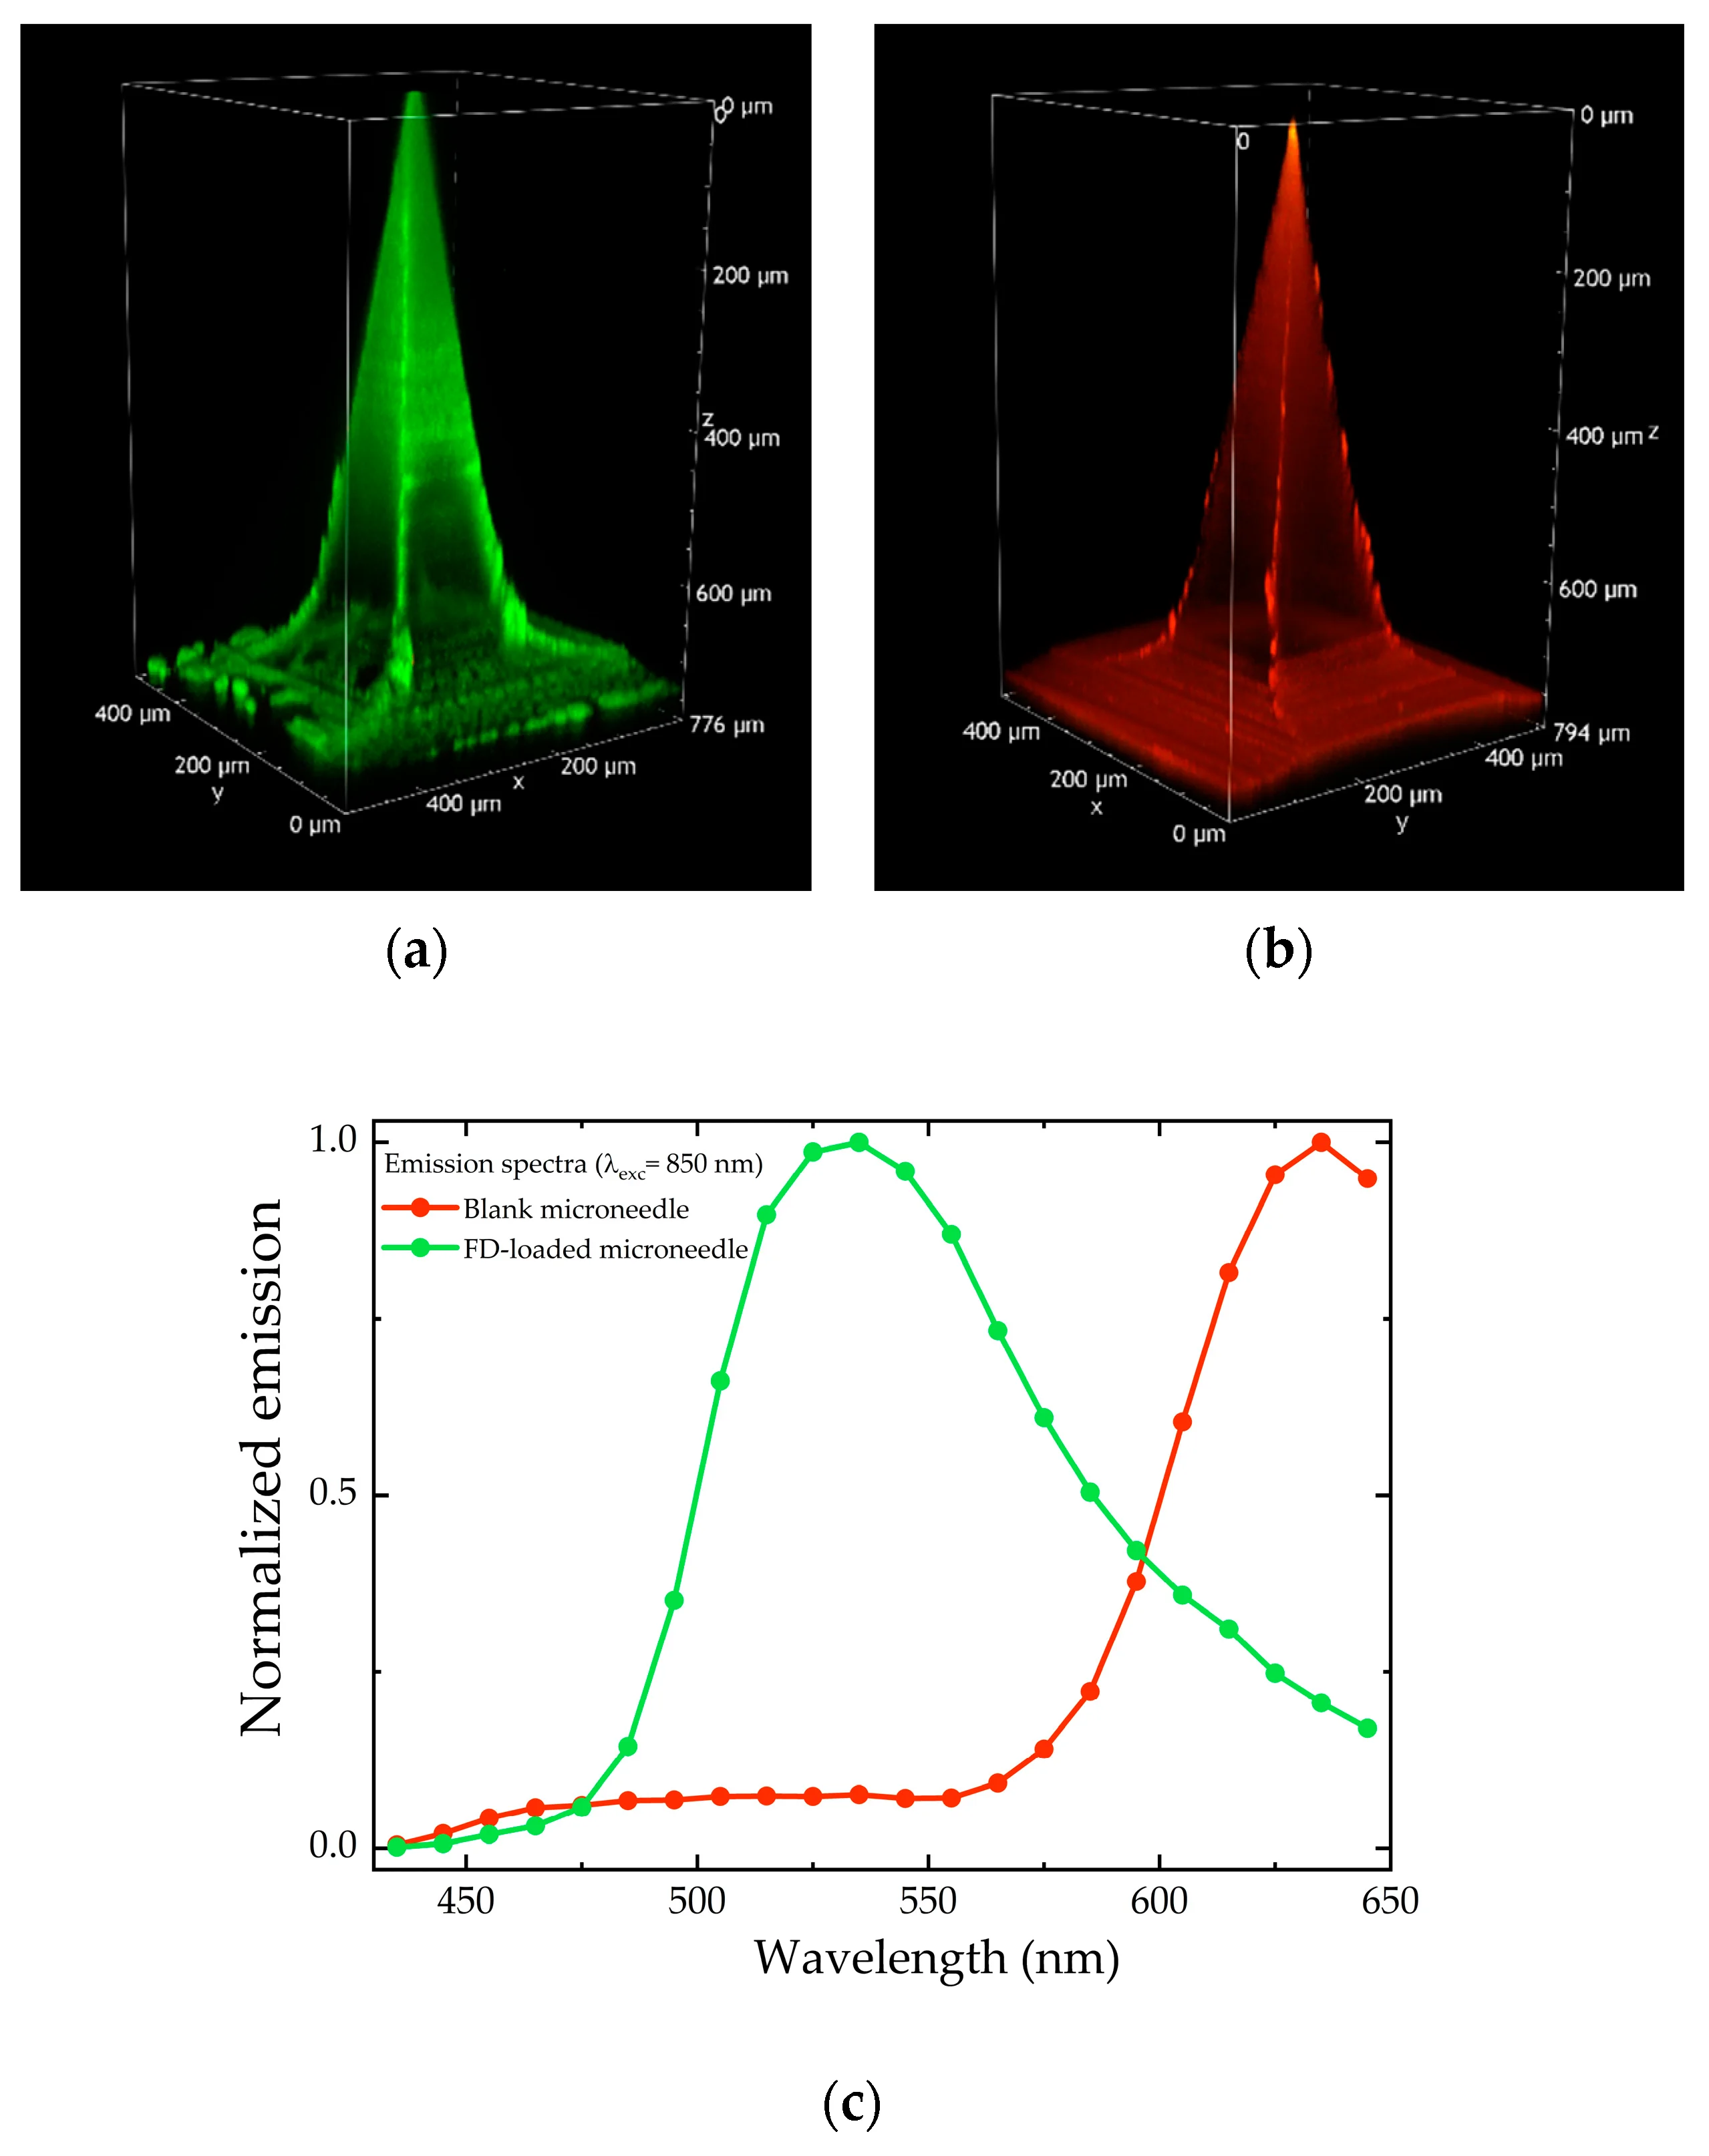 0 µm
0
200 µm
z
400 µm
600 µm
776 µm
400 µm
200 µm
y
0 µm
x
200 µm
400 µm
(a)
0 µm
0
200 µm
400 µm z
600 µm
794 µm
400 µm
200 µm
x
0 µm
400 µm
200 µm
y
(b)
1.0
0.5
0.0
Normalized emission
Emission spectra (λexc= 850 nm)
Blank microneedle
FD-loaded microneedle
450 500 550 600 650
Wavelength (nm)
(c)